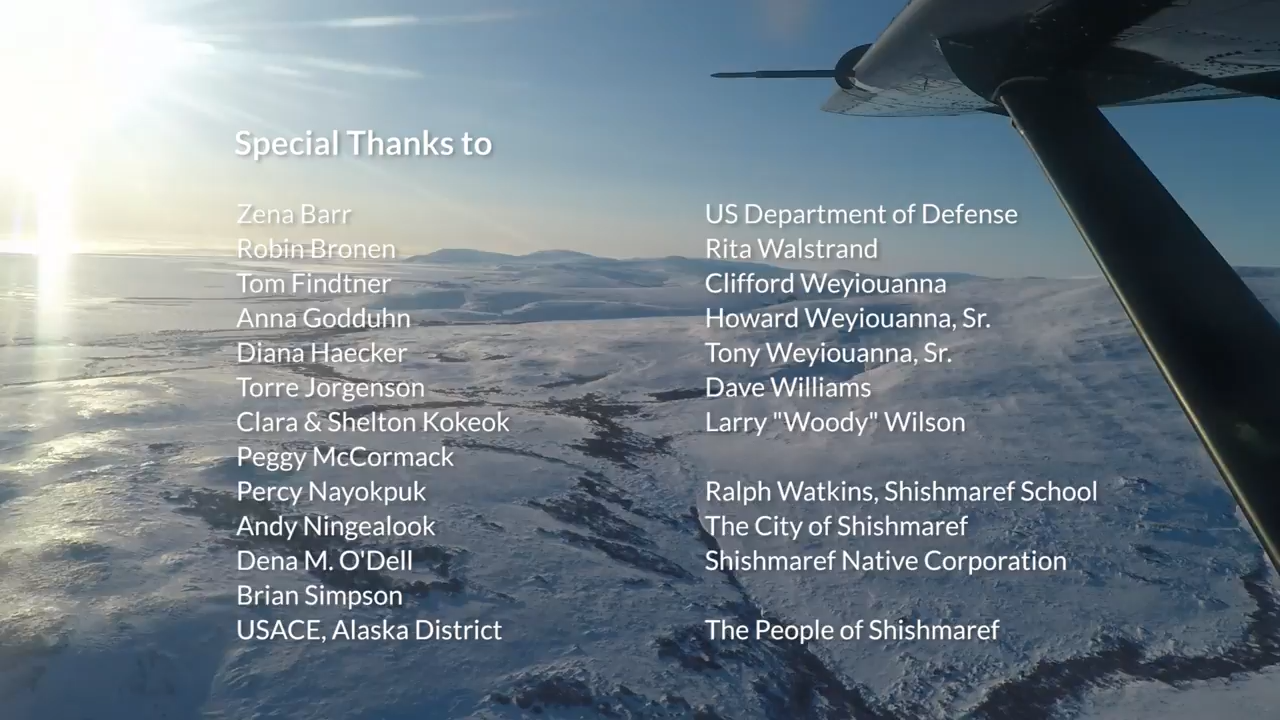 Special Thanks to
Zena Barr
Robin Bronen
Tom Findtner
Anna Godduhn
Diana Haecker
Torre Jorgenson
Clara & Shelton Kokeok
Peggy McCormack
Percy Nayokpuk
Andy Ningealook
Dena M. O'Dell
Brian Simpson
USACE, Alaska District
US Department of Defense
Rita Walstrand
Clifford Weyiouanna
Howard Weyiouanna, Sr.
Tony Weyiouanna, Sr.
Dave Williams
Larry "Woody" Wilson
Ralph Watkins, Shishmaref School
The City of Shishmaref
Shishmaref Native Corporation
The People of Shishmaref